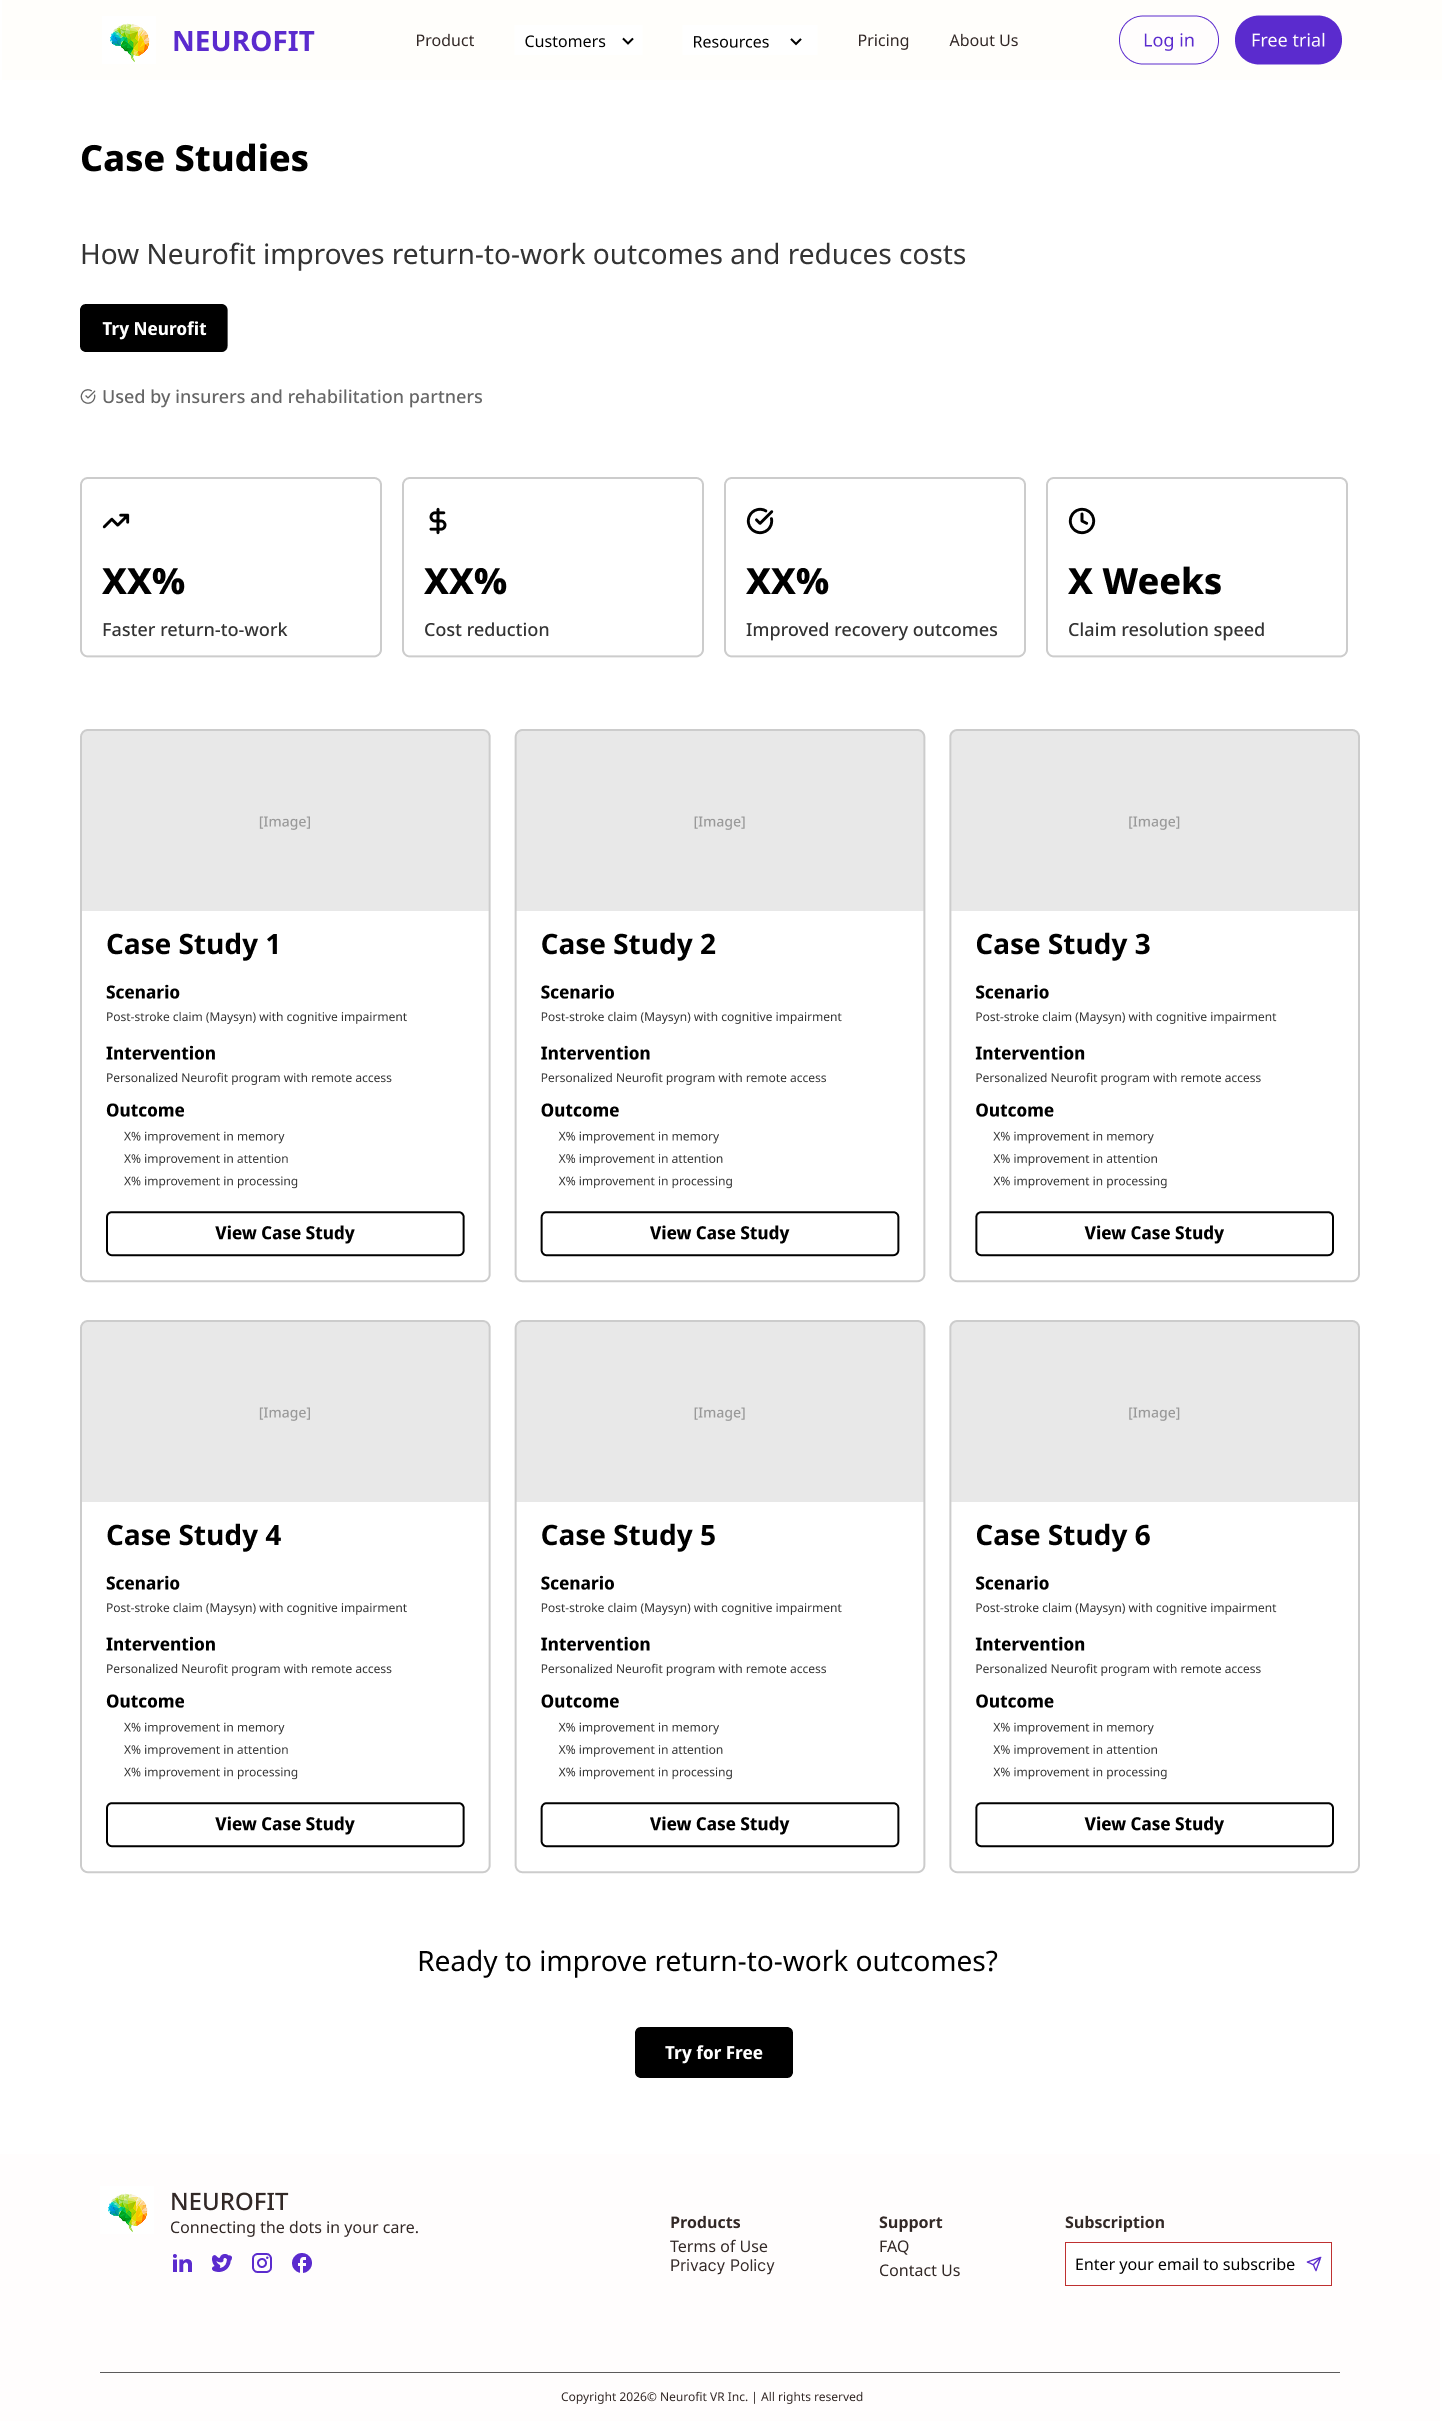 NEUROFIT
Product
Customers
Resources
Pricing
About Us
Log in
Free trial
Case Studies
How Neurofit improves return-to-work outcomes and reduces costs
Try Neurofit
Used by insurers and rehabilitation partners
XX%
Faster return-to-work
XX%
Cost reduction
XX%
Improved recovery outcomes
X Weeks
Claim resolution speed
[Image]
Case Study 1
Scenario
Post-stroke claim (Maysyn) with cognitive impairment
Intervention
Personalized Neurofit program with remote access
Outcome
X% improvement in memory
X% improvement in attention
X% improvement in processing
View Case Study
[Image]
Case Study 2
Scenario
Post-stroke claim (Maysyn) with cognitive impairment
Intervention
Personalized Neurofit program with remote access
Outcome
X% improvement in memory
X% improvement in attention
X% improvement in processing
View Case Study
[Image]
Case Study 3
Scenario
Post-stroke claim (Maysyn) with cognitive impairment
Intervention
Personalized Neurofit program with remote access
Outcome
X% improvement in memory
X% improvement in attention
X% improvement in processing
View Case Study
[Image]
Case Study 4
Scenario
Post-stroke claim (Maysyn) with cognitive impairment
Intervention
Personalized Neurofit program with remote access
Outcome
X% improvement in memory
X% improvement in attention
X% improvement in processing
View Case Study
[Image]
Case Study 5
Scenario
Post-stroke claim (Maysyn) with cognitive impairment
Intervention
Personalized Neurofit program with remote access
Outcome
X% improvement in memory
X% improvement in attention
X% improvement in processing
View Case Study
[Image]
Case Study 6
Scenario
Post-stroke claim (Maysyn) with cognitive impairment
Intervention
Personalized Neurofit program with remote access
Outcome
X% improvement in memory
X% improvement in attention
X% improvement in processing
View Case Study
Ready to improve return-to-work outcomes?
Try for Free
NEUROFIT
Connecting the dots in your care.
Products
Terms of Use
Privacy Policy
Support
FAQ
Contact Us
Subscription
Enter your email to subscribe
Copyright 2026© Neurofit VR Inc. | All rights reserved